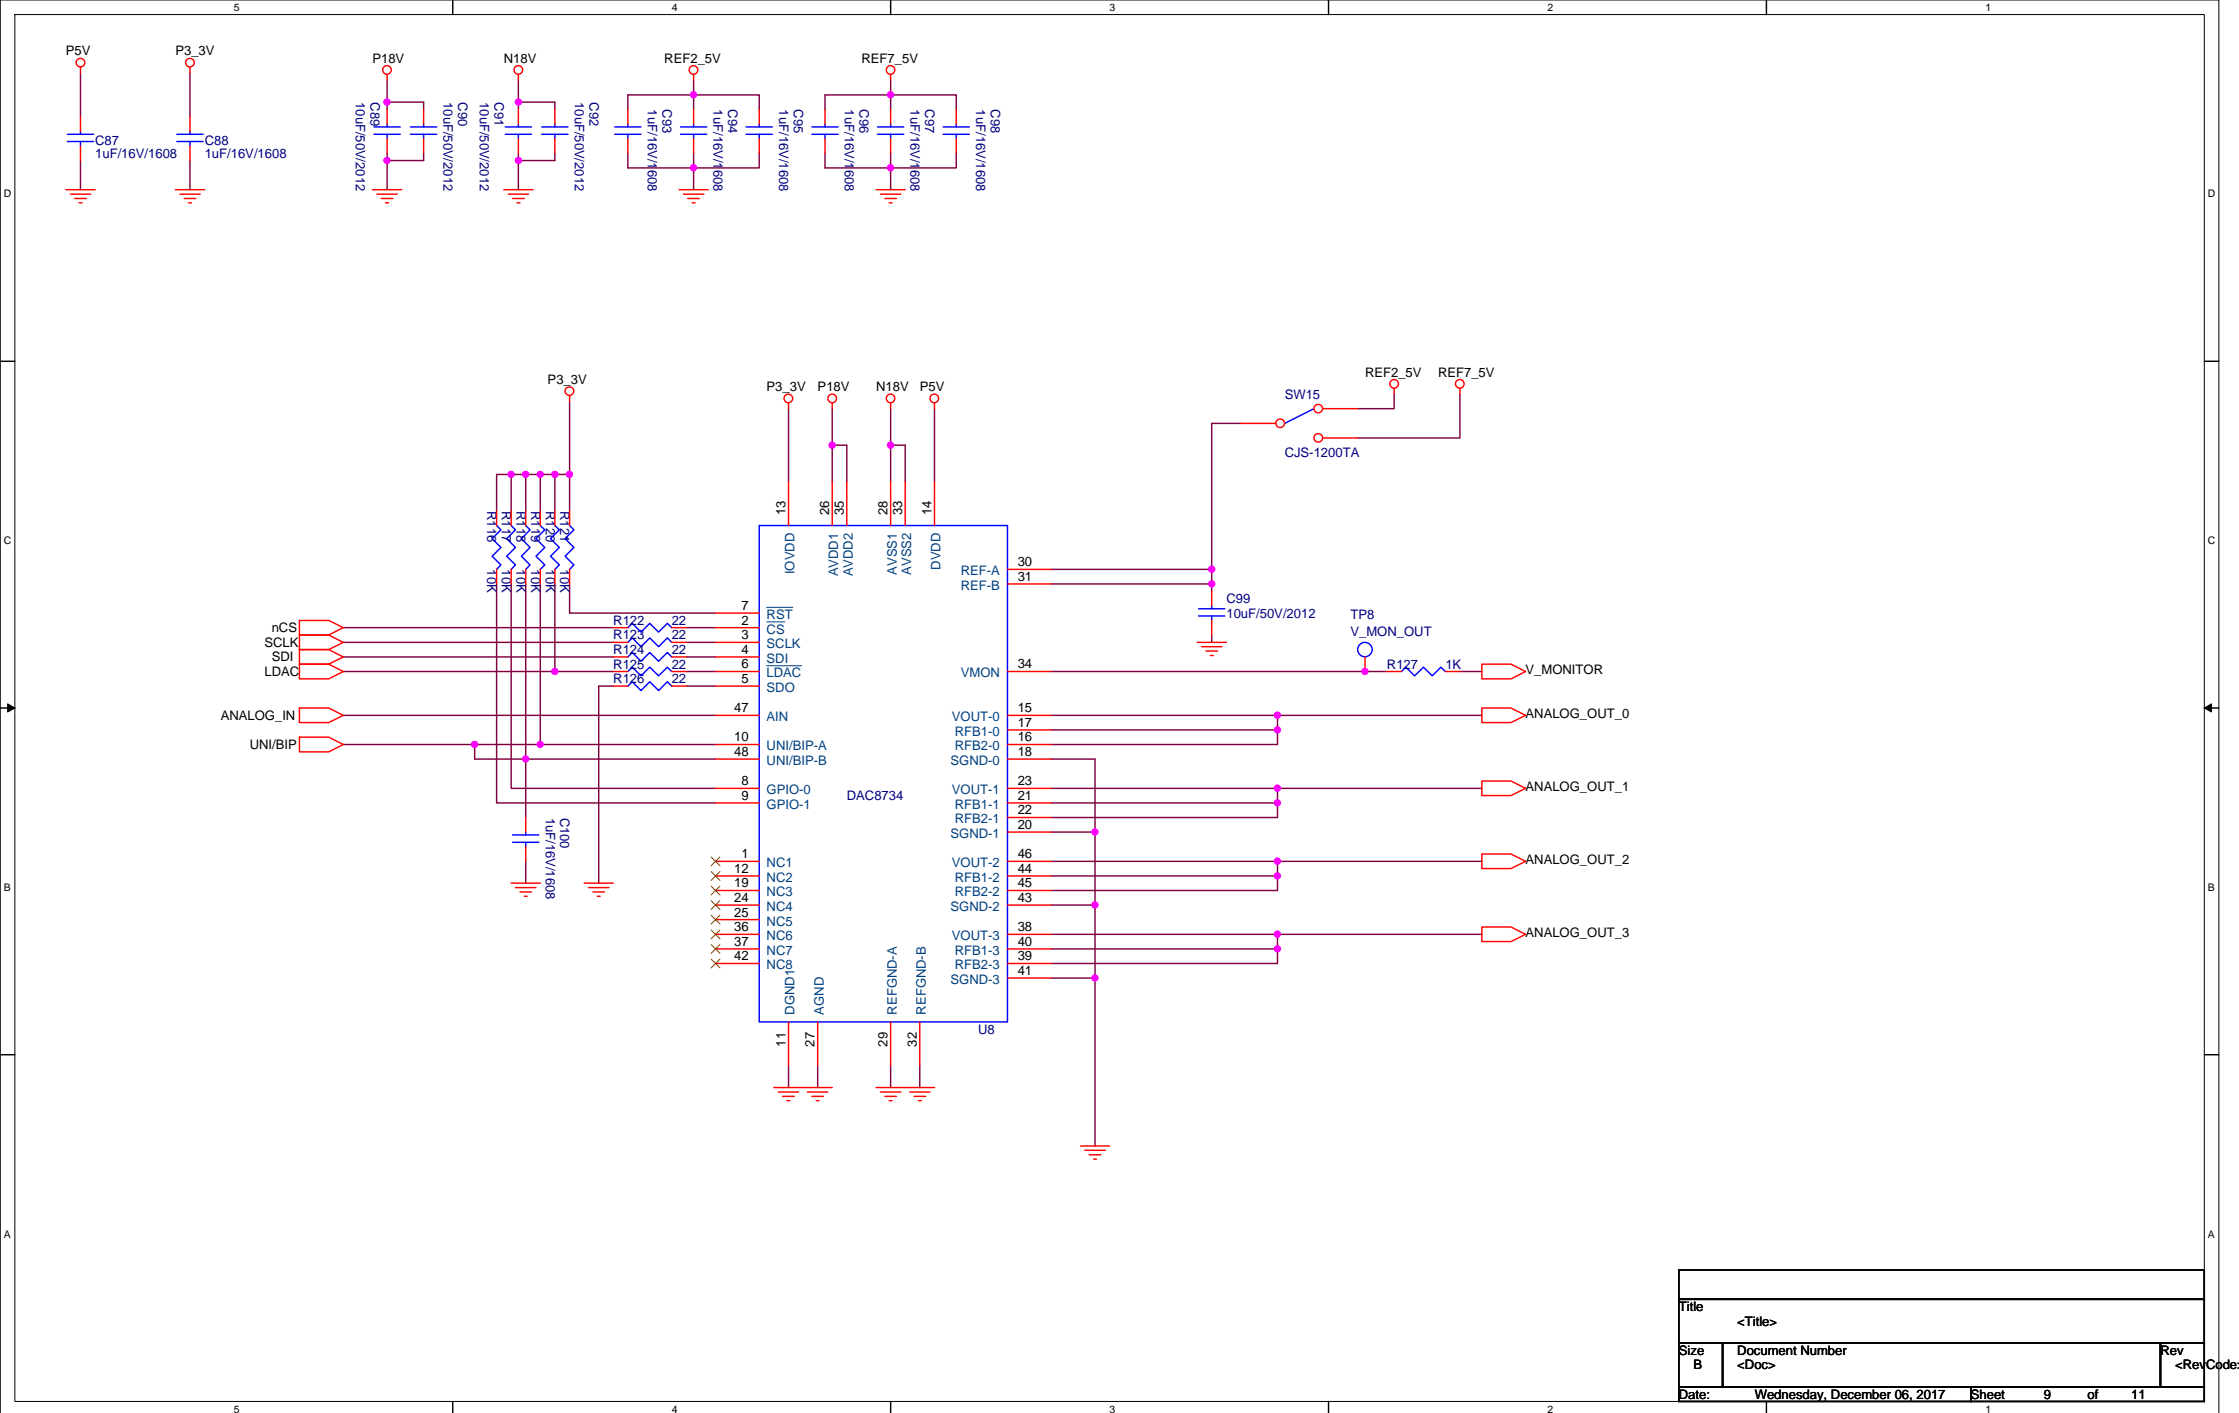 5 4 3 2 1
P5V
C87
1uF/16V/1608
P3_3V
C88
1uF/16V/1608
P18V
C89
10uF/50V/2012
C90
10uF/50V/2012
N18V
C91
10uF/50V/2012
C92
10uF/50V/2012
REF2_5V
C93
1uF/16V/1608
C94
1uF/16V/1608
C95
1uF/16V/1608
REF7_5V
C96
1uF/16V/1608
C97
1uF/16V/1608
C98
1uF/16V/1608
D D
P3_3V
P3_3V P18V N18V P5V
REF2_5V REF7_5V
SW15
CJS-1200TA
C C
R116 10K
R117 10K
R118 10K
R119 10K
R120 10K
R121 10K
13 IOVDD
26 AVDD1
35 AVDD2
28 AVSS1
33 AVSS2
14 DVDD
REF-A 30
REF-B 31
C99
10uF/50V/2012
TP8
V_MON_OUT
7 RST
nCS R122 22 2 CS
SCLK R123 22 3 SCLK
SDI R124 22 4 SDI
LDAC R125 22 6 LDAC
R126 22 5 SDO
VMON 34 R127 1K V_MONITOR
ANALOG_IN 47 AIN
UNI/BIP 10 UNI/BIP-A
48 UNI/BIP-B
8 GPIO-0
9 GPIO-1
DAC8734
VOUT-0 15 ANALOG_OUT_0
RFB1-0 17
RFB2-0 16
SGND-0 18
VOUT-1 23 ANALOG_OUT_1
RFB1-1 21
RFB2-1 22
SGND-1 20
C100
1uF/16V/1608
1 NC1
12 NC2
19 NC3
24 NC4
25 NC5
36 NC6
37 NC7
42 NC8
VOUT-2 46 ANALOG_OUT_2
RFB1-2 44
RFB2-2 45
SGND-2 43
VOUT-3 38 ANALOG_OUT_3
RFB1-3 40
RFB2-3 39
SGND-3 41
B B
DGND1 11
AGND 27
REFGND-A 29
REFGND-B 32
U8
A A
Title
<Title>
Size
B
Document Number
<Doc>
Rev
<RevCode>
Date: Wednesday, December 06, 2017 Sheet 9 of 11
5 4 3 2 1